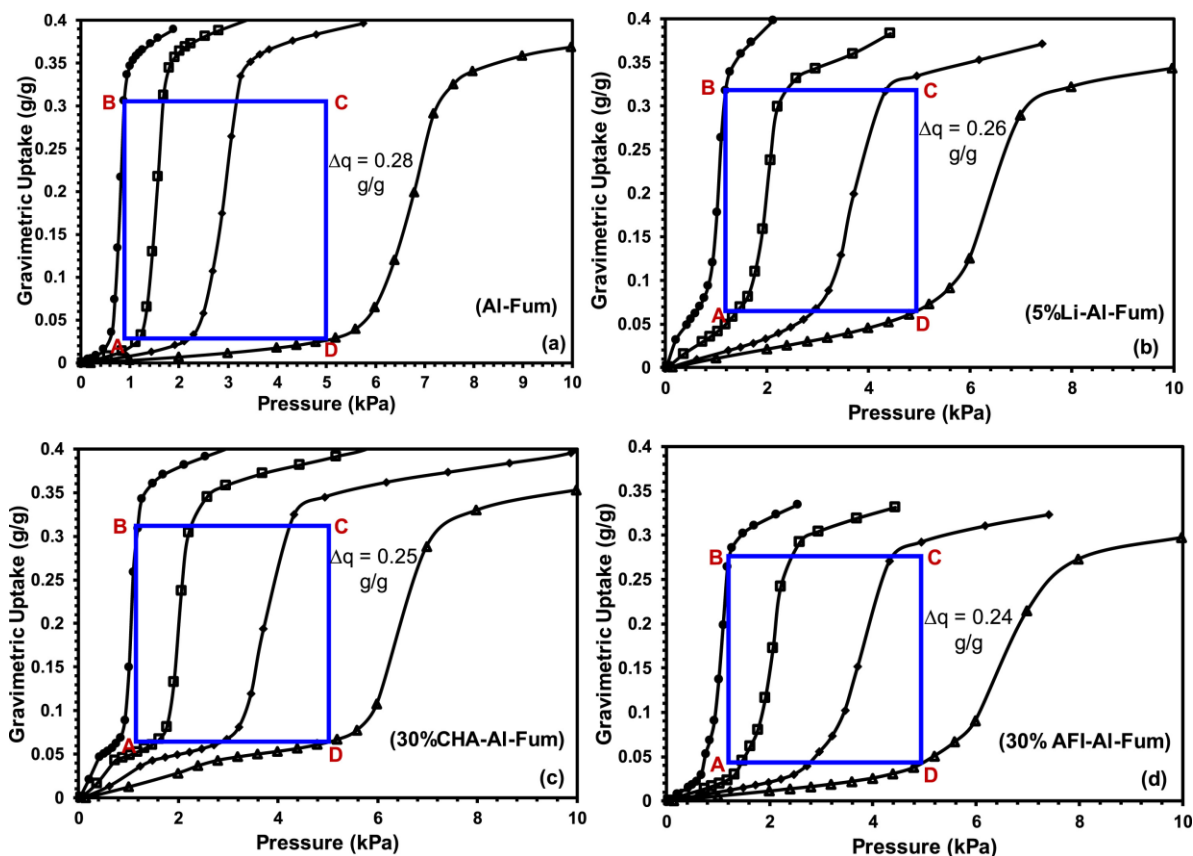 0.4
0.35
0.3
0.25
0.2
0.15
0.1
0.05
0
Gravimetric Uptake (g/g)
B
C
A
D
Δq = 0.28
g/g
(Al-Fum)
(a)
0 1 2 3 4 5 6 7 8 9 10
Pressure (kPa)
0.4
0.35
0.3
0.25
0.2
0.15
0.1
0.05
0
Gravimetric Uptake (g/g)
B
C
A
D
Δq = 0.26
g/g
(5%Li-Al-Fum)
(b)
0 2 4 6 8 10
Pressure (kPa)
0.4
0.35
0.3
0.25
0.2
0.15
0.1
0.05
0
Gravimetric Uptake (g/g)
B
C
A
D
Δq = 0.25
g/g
(30%CHA-Al-Fum)
(c)
0 2 4 6 8 10
Pressure (kPa)
0.4
0.35
0.3
0.25
0.2
0.15
0.1
0.05
0
Gravimetric Uptake (g/g)
B
C
A
D
Δq = 0.24
g/g
(30% AFI-Al-Fum)
(d)
0 2 4 6 8 10
Pressure (kPa)